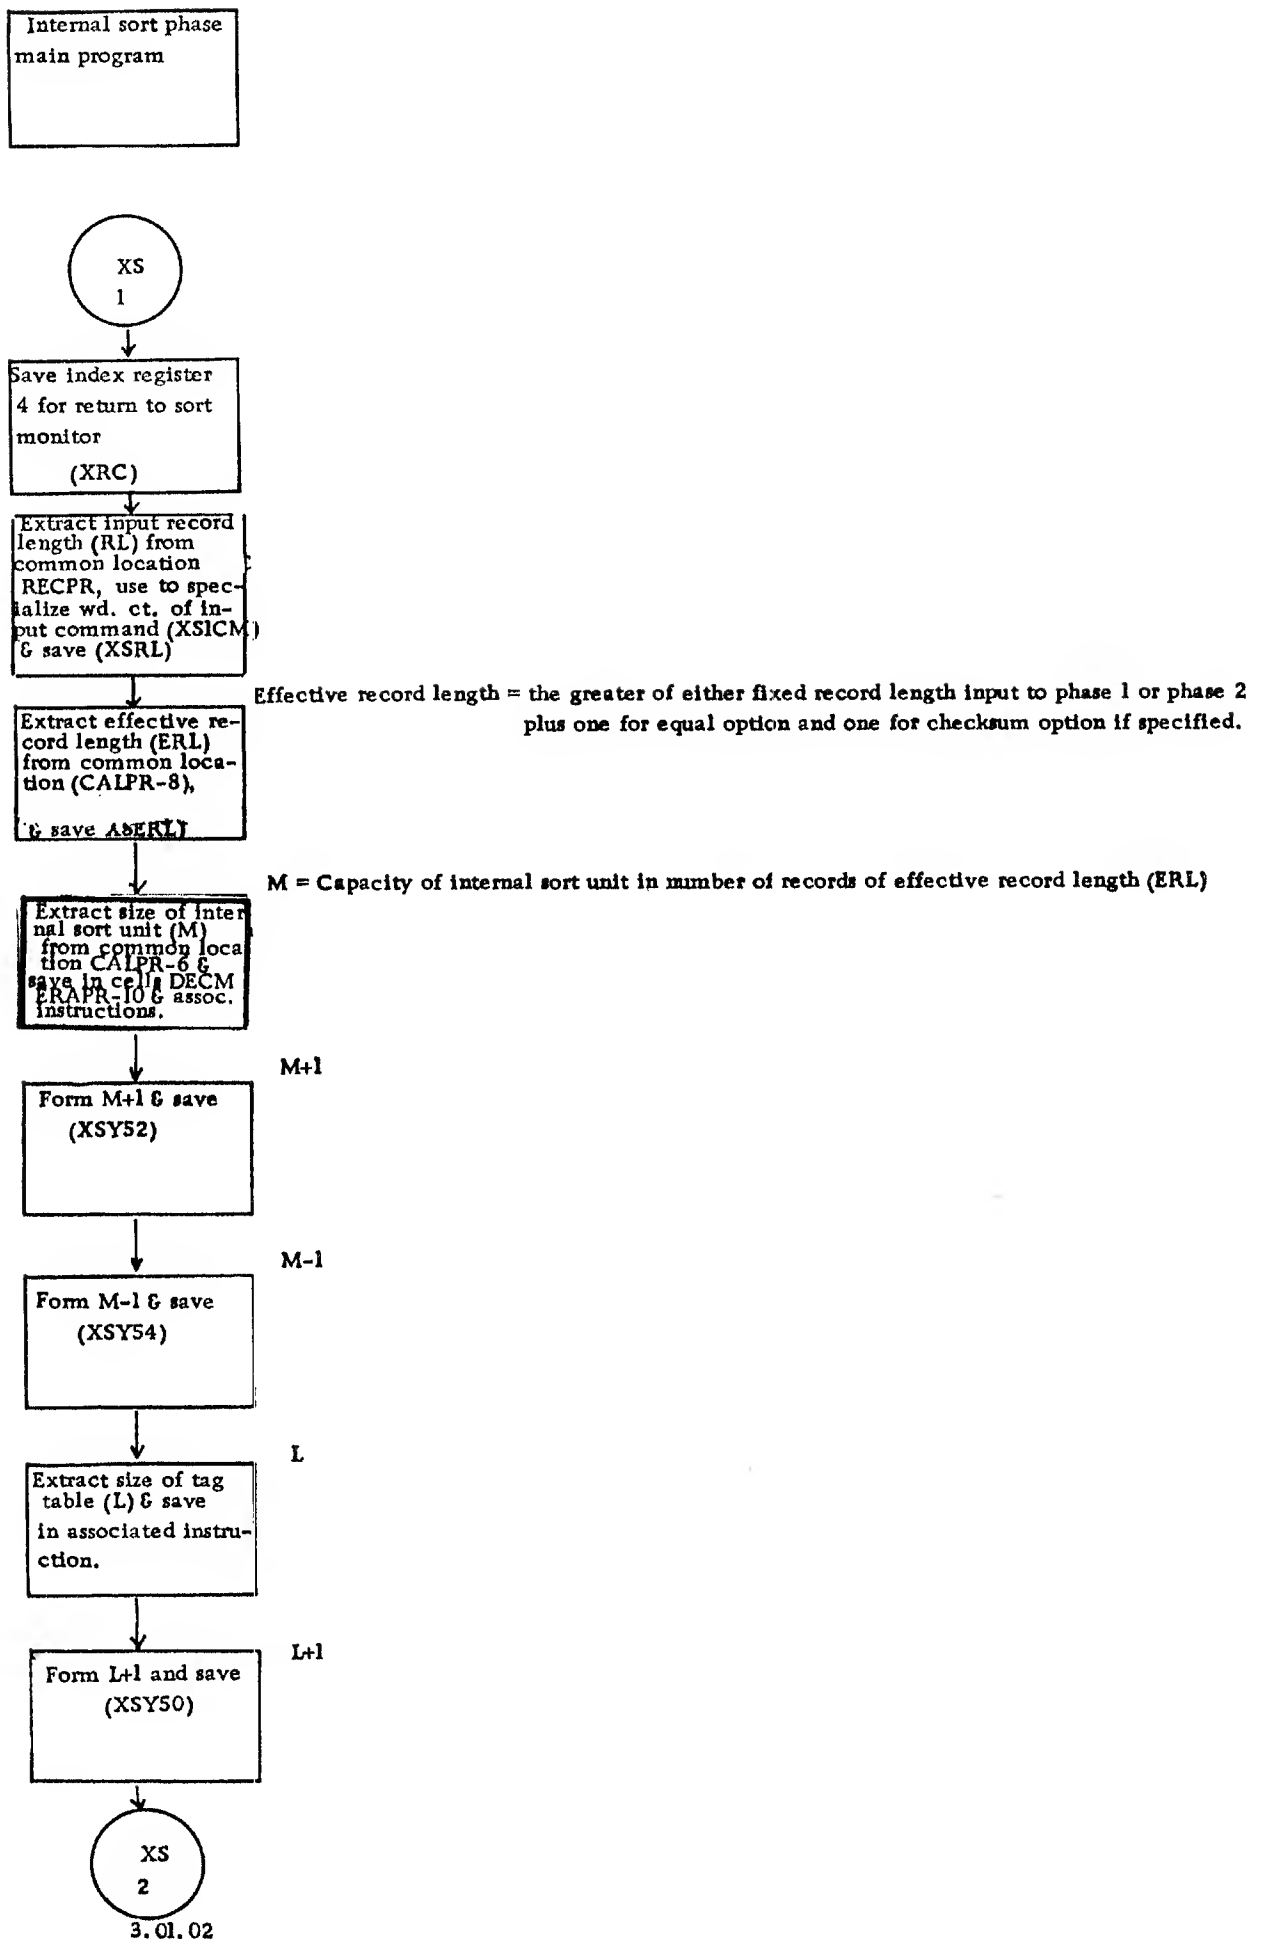 Internal sort phase
main program
XS
1
Save index register
4 for return to sort
monitor
(XRC)
Extract input record
length (RL) from
common location
RECPR, use to spec-
ialize wd. ct. of in-
put command (XSICM)
& save (XSRL)
Effective record length = the greater of either fixed record length input to phase 1 or phase 2
plus one for equal option and one for checksum option if specified.
Extract effective re-
cord length (ERL)
from common loca-
tion (CALPR-8),
& save
M = Capacity of internal sort unit in number of records of effective record length (ERL)
Extract size of inter
nal sort unit (M)
from common loca
tion CALPR-6 &
save in cells DECM
ERAPR-10 & assoc.
instructions.
M+1
Form M+1 & save
(XSY52)
M-1
Form M-1 & save
(XSY54)
L
Extract size of tag
table (L) & save
in associated instru-
ction.
L+1
Form L+1 and save
(XSY50)
XS
2
3.01.02